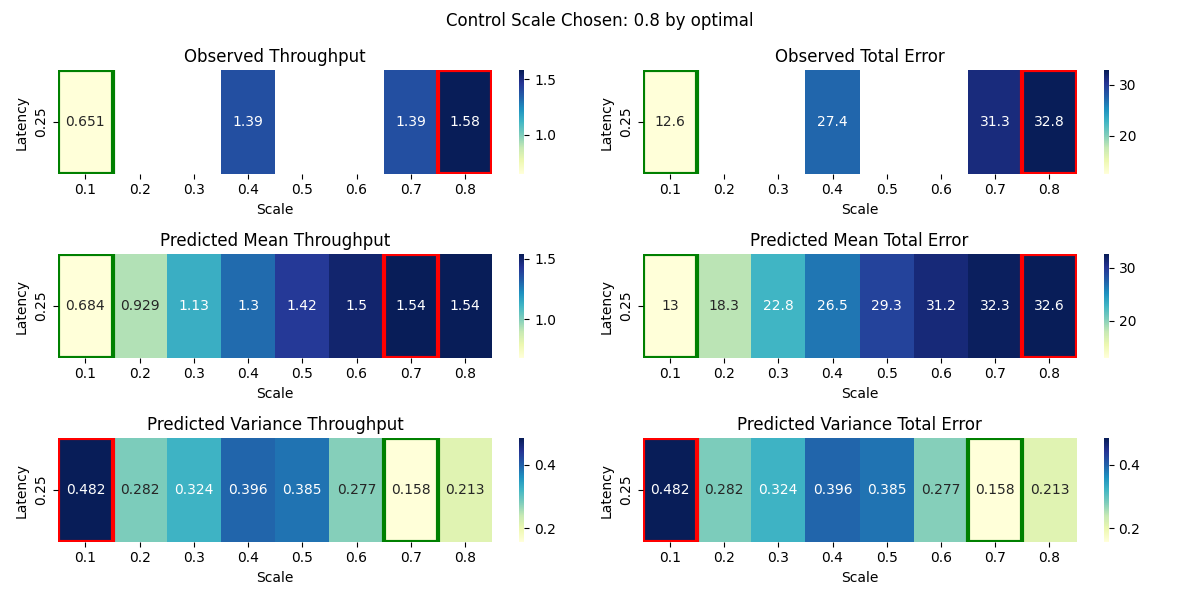 Control Scale Chosen: 0.8 by optimal
Observed Throughput
Latency
0.25
0.651
1.39
1.39
1.58
1.5
1.0
0.1 0.2 0.3 0.4 0.5 0.6 0.7 0.8
Scale
Observed Total Error
Latency
0.25
12.6
27.4
31.3
32.8
30
20
0.1 0.2 0.3 0.4 0.5 0.6 0.7 0.8
Scale
Predicted Mean Throughput
Latency
0.25
0.684 0.929 1.13 1.3 1.42 1.5 1.54 1.54
1.5
1.0
0.1 0.2 0.3 0.4 0.5 0.6 0.7 0.8
Scale
Predicted Mean Total Error
Latency
0.25
13 18.3 22.8 26.5 29.3 31.2 32.3 32.6
30
20
0.1 0.2 0.3 0.4 0.5 0.6 0.7 0.8
Scale
Predicted Variance Throughput
Latency
0.25
0.482 0.282 0.324 0.396 0.385 0.277 0.158 0.213
0.4
0.2
0.1 0.2 0.3 0.4 0.5 0.6 0.7 0.8
Scale
Predicted Variance Total Error
Latency
0.25
0.482 0.282 0.324 0.396 0.385 0.277 0.158 0.213
0.4
0.2
0.1 0.2 0.3 0.4 0.5 0.6 0.7 0.8
Scale